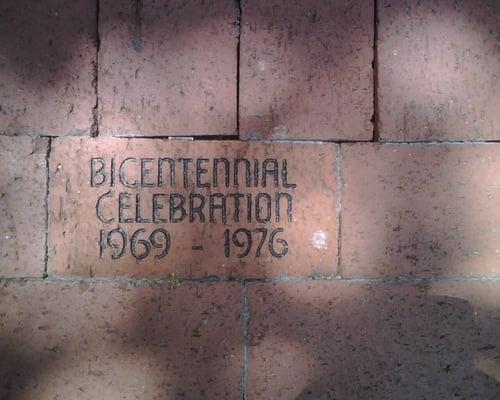 BICENTENNIAL
CELEBRATION
1969 - 1976